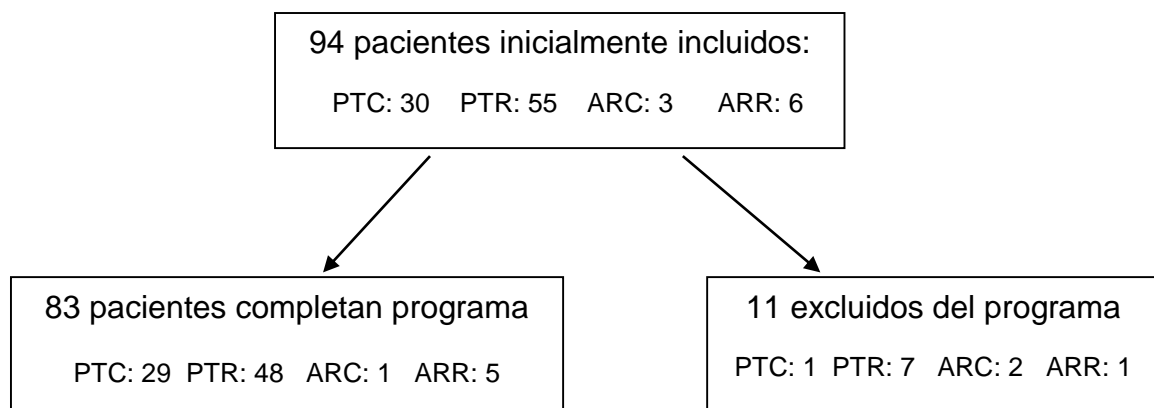 94 pacientes inicialmente incluidos:
PTC: 30 PTR: 55 ARC: 3 ARR: 6
83 pacientes completan programa
PTC: 29 PTR: 48 ARC: 1 ARR: 5
11 excluidos del programa
PTC: 1 PTR: 7 ARC: 2 ARR: 1